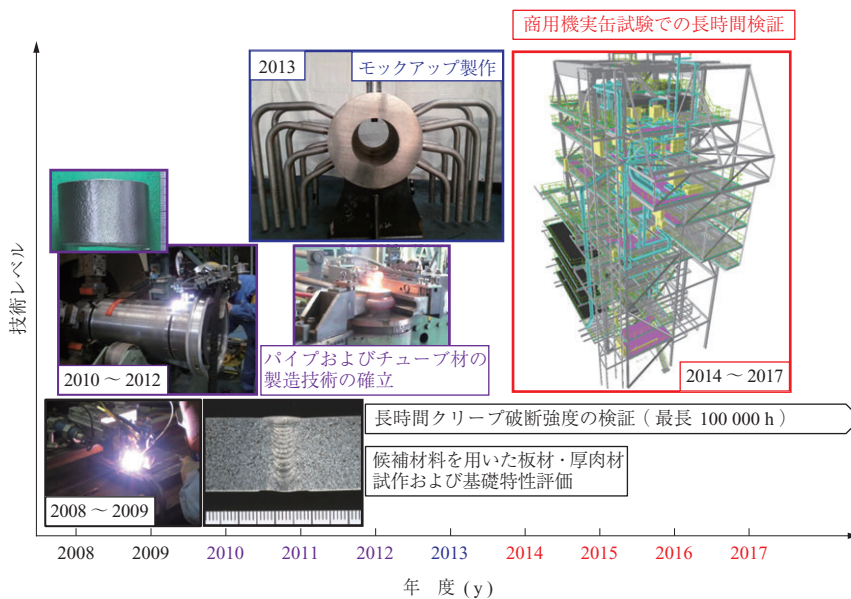 商用機実缶試験での長時間検証
2013
モックアップ製作
技術レベル
パイプおよびチューブ材の
製造技術の確立
2010 ～ 2012
2014 ～ 2017
長時間クリープ破断強度の検証 ( 最長 100 000 h )
候補材料を用いた板材・厚肉材
試作および基礎特性評価
2008 ～ 2009
2008 2009 2010 2011 2012 2013 2014 2015 2016 2017
年 度 ( y )